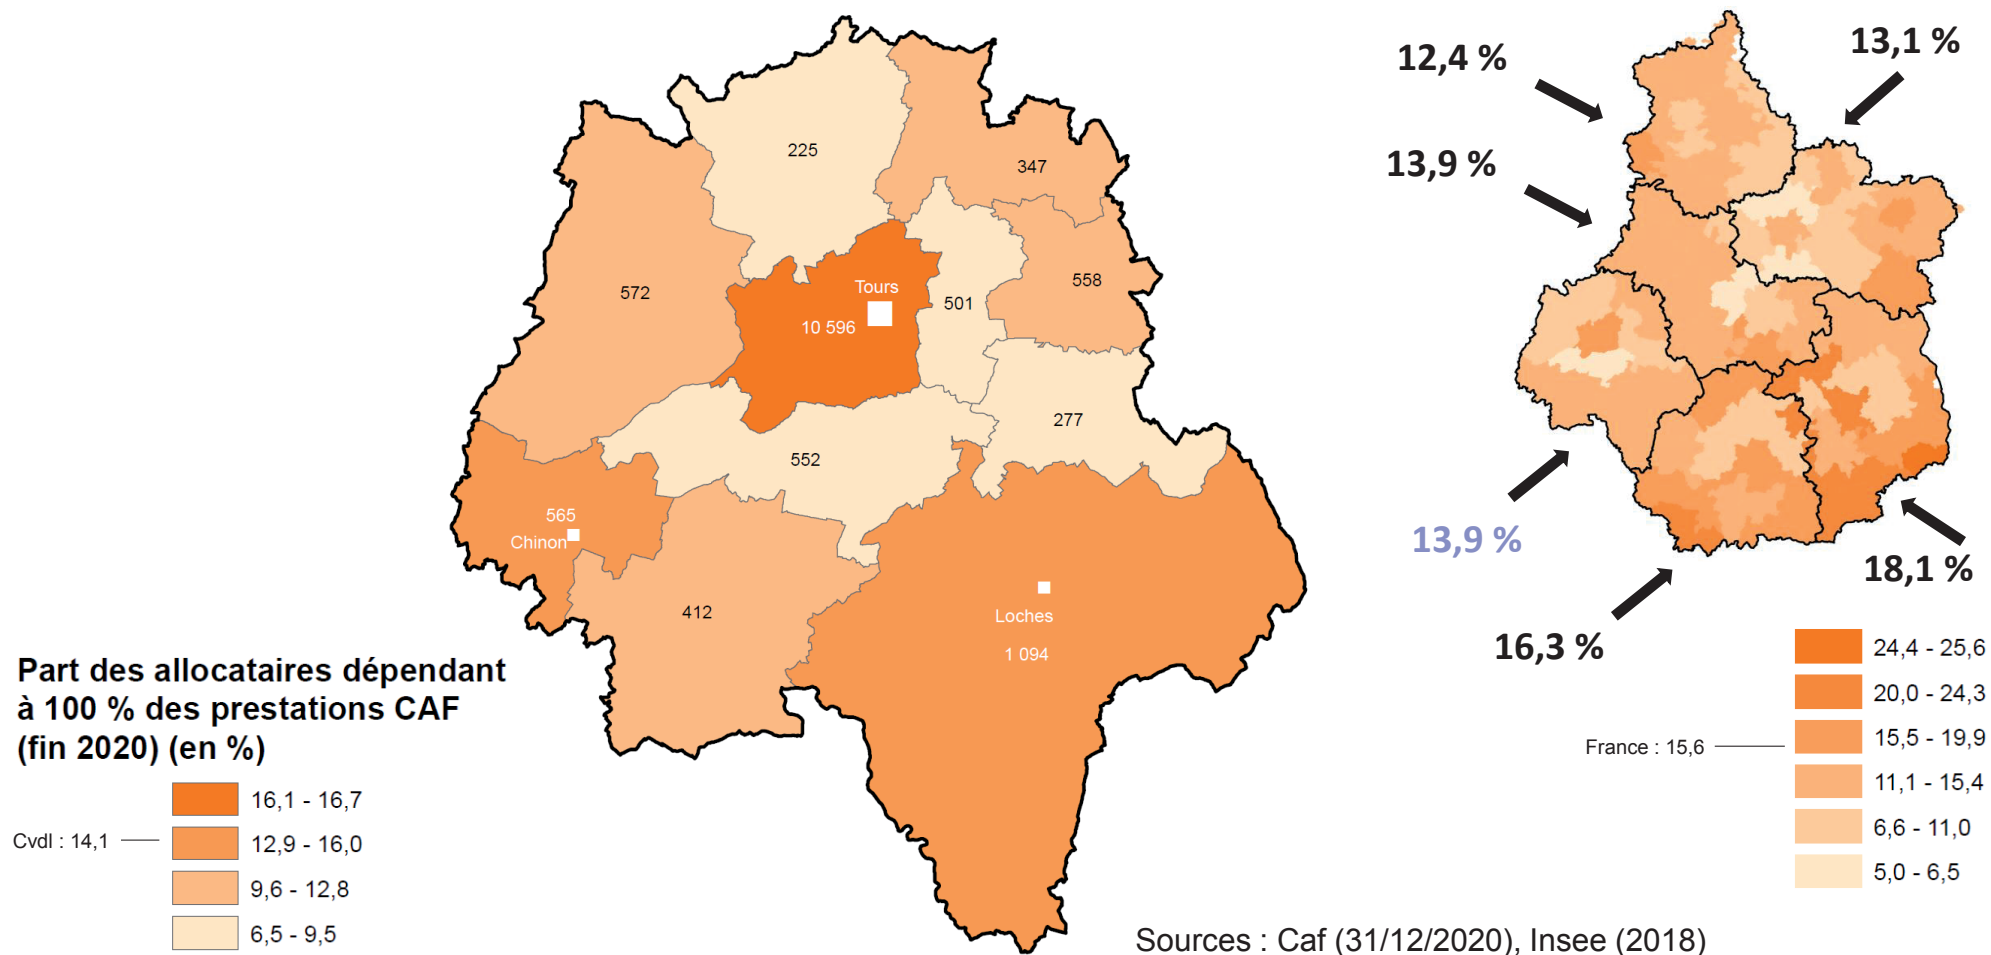 12,4 %
13,1 %
13,9 %
225
347
572
558
Tours
501
10 596
277
552
565
Chinon
13,9 %
18,1 %
412
Loches
1 094
16,3 %
Part des allocataires dépendant
à 100 % des prestations CAF
(fin 2020) (en %)
16,1 - 16,7
Cvdl : 14,1
12,9 - 16,0
9,6 - 12,8
6,5 - 9,5
24,4 - 25,6
20,0 - 24,3
France : 15,6
15,5 - 19,9
11,1 - 15,4
6,6 - 11,0
5,0 - 6,5
Sources : Caf (31/12/2020), Insee (2018)